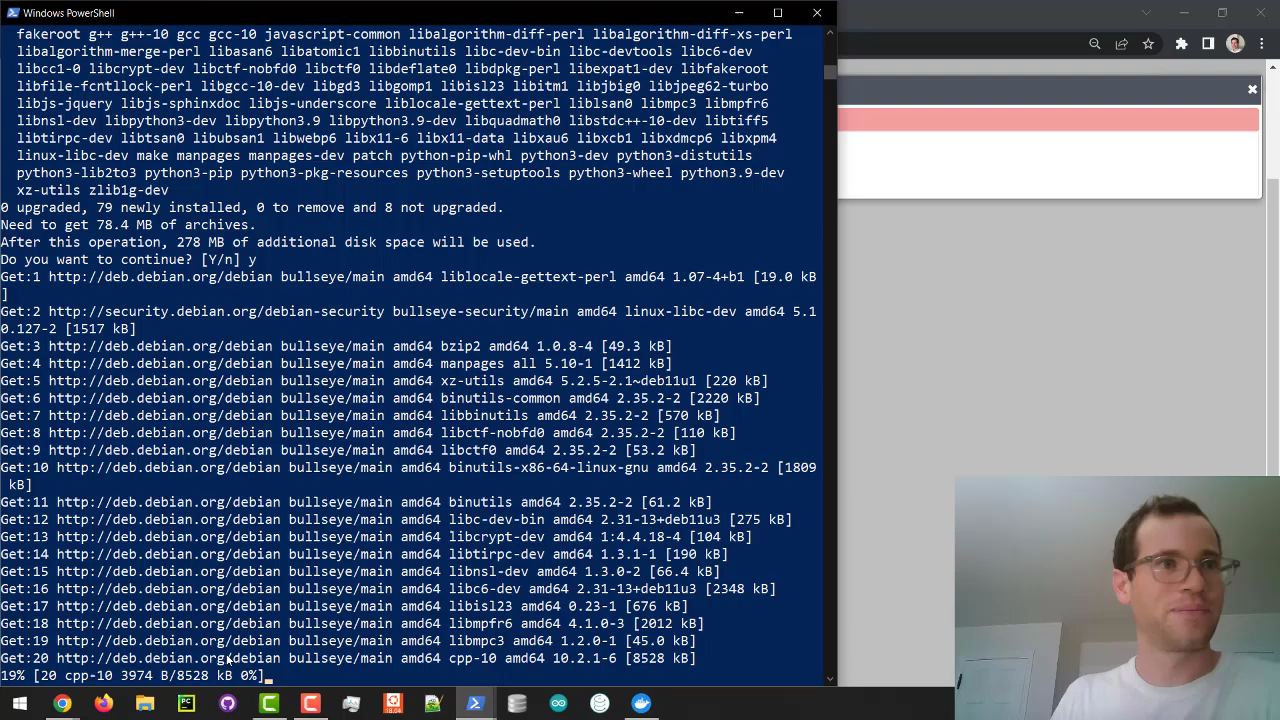 Windows PowerShell
fakeroot g++ g++-10 gcc gcc-10 javascript-common libalgorithm-diff-perl libalgorithm-diff-xs-perl
libalgorithm-merge-perl libasan6 libatomic1 libbinutils libc-dev-bin libc-devtools libc6-dev
libcc1-0 libcrypt-dev libctf-nobfd0 libctf0 libdeflate0 libdpkg-perl libexpat1-dev libfakeroot
libfile-fcntllock-perl libgcc-10-dev libgd3 libgomp1 libisl23 libitm1 libjbig0 libjpeg62-turbo
libjs-jquery libjs-sphinxdoc libjs-underscore liblocale-gettext-perl liblsan0 libmpc3 libmpfr6
libnsl-dev libpython3-dev libpython3.9 libpython3.9-dev libquadmath0 libstdc++-10-dev libtiff5
libtirpc-dev libtsan0 libubsan1 libwebp6 libx11-6 libx11-data libxau6 libxcb1 libxdmcp6 libxpm4
linux-libc-dev make manpages manpages-dev patch python-pip-whl python3-dev python3-distutils
python3-lib2to3 python3-pip python3-pkg-resources python3-setuptools python3-wheel python3.9-dev
xz-utils zlib1g-dev
0 upgraded, 79 newly installed, 0 to remove and 8 not upgraded.
Need to get 78.4 MB of archives.
After this operation, 278 MB of additional disk space will be used.
Do you want to continue? [Y/n] y
Get:1 http://deb.debian.org/debian bullseye/main amd64 liblocale-gettext-perl amd64 1.07-4+b1 [19.0 kB
]
Get:2 http://security.debian.org/debian-security bullseye-security/main amd64 linux-libc-dev amd64 5.1
0.127-2 [1517 kB]
Get:3 http://deb.debian.org/debian bullseye/main amd64 bzip2 amd64 1.0.8-4 [49.3 kB]
Get:4 http://deb.debian.org/debian bullseye/main amd64 manpages all 5.10-1 [1412 kB]
Get:5 http://deb.debian.org/debian bullseye/main amd64 xz-utils amd64 5.2.5-2.1~deb11u1 [220 kB]
Get:6 http://deb.debian.org/debian bullseye/main amd64 binutils-common amd64 2.35.2-2 [2220 kB]
Get:7 http://deb.debian.org/debian bullseye/main amd64 libbinutils amd64 2.35.2-2 [570 kB]
Get:8 http://deb.debian.org/debian bullseye/main amd64 libctf-nobfd0 amd64 2.35.2-2 [110 kB]
Get:9 http://deb.debian.org/debian bullseye/main amd64 libctf0 amd64 2.35.2-2 [53.2 kB]
Get:10 http://deb.debian.org/debian bullseye/main amd64 binutils-x86-64-linux-gnu amd64 2.35.2-2 [1809
kB]
Get:11 http://deb.debian.org/debian bullseye/main amd64 binutils amd64 2.35.2-2 [61.2 kB]
Get:12 http://deb.debian.org/debian bullseye/main amd64 libc-dev-bin amd64 2.31-13+deb11u3 [275 kB]
Get:13 http://deb.debian.org/debian bullseye/main amd64 libcrypt-dev amd64 1:4.4.18-4 [104 kB]
Get:14 http://deb.debian.org/debian bullseye/main amd64 libtirpc-dev amd64 1.3.1-1 [190 kB]
Get:15 http://deb.debian.org/debian bullseye/main amd64 libnsl-dev amd64 1.3.0-2 [66.4 kB]
Get:16 http://deb.debian.org/debian bullseye/main amd64 libc6-dev amd64 2.31-13+deb11u3 [2348 kB]
Get:17 http://deb.debian.org/debian bullseye/main amd64 libisl23 amd64 0.23-1 [676 kB]
Get:18 http://deb.debian.org/debian bullseye/main amd64 libmpfr6 amd64 4.1.0-3 [2012 kB]
Get:19 http://deb.debian.org/debian bullseye/main amd64 libmpc3 amd64 1.2.0-1 [45.0 kB]
Get:20 http://deb.debian.org/debian bullseye/main amd64 cpp-10 amd64 10.2.1-6 [8528 kB]
19% [20 cpp-10 3974 B/8528 kB 0%]
PC
18.04